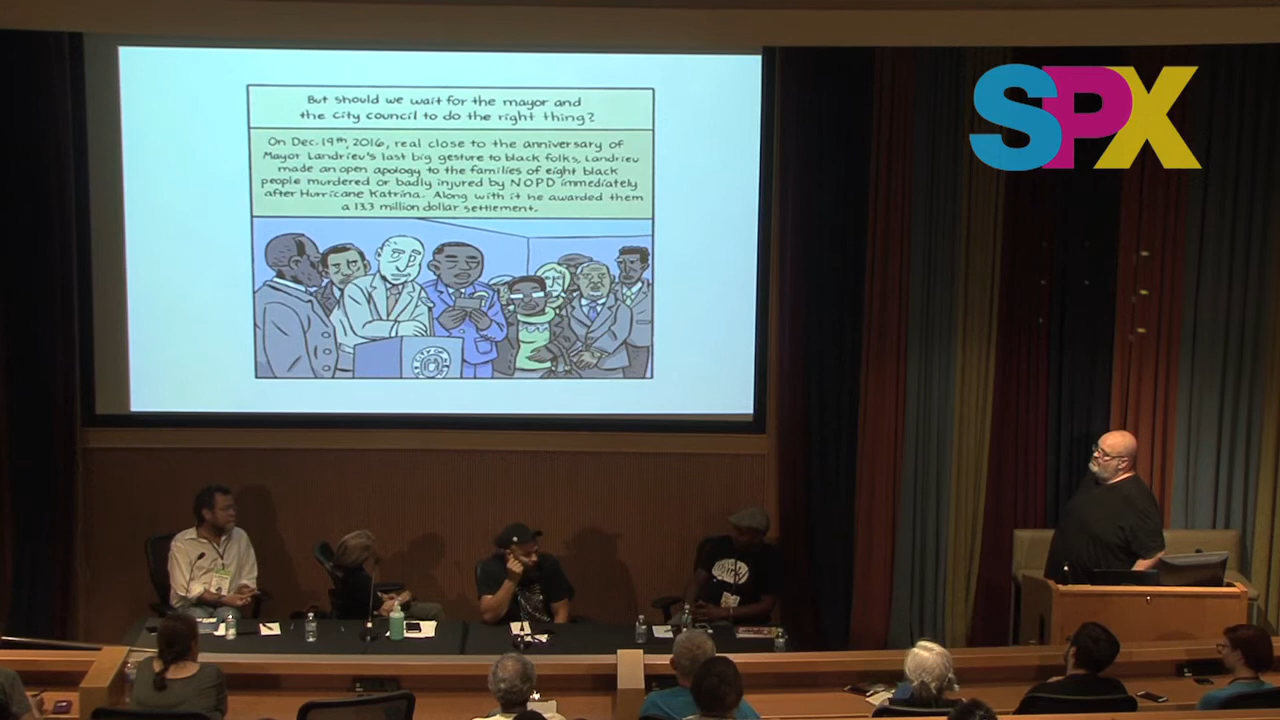 SPX
But should we wait for the mayor and
the city council to do the right thing?
On Dec. 19th, 2016, real close to the anniversary of
Mayor Landrieu's last big gesture to black folks, Landrieu
made an open apology to the families of eight black
people murdered or badly injured by NOPD immediately
after Hurricane Katrina. Along with it he awarded them
a 13.3 million dollar settlement.
CITY OF